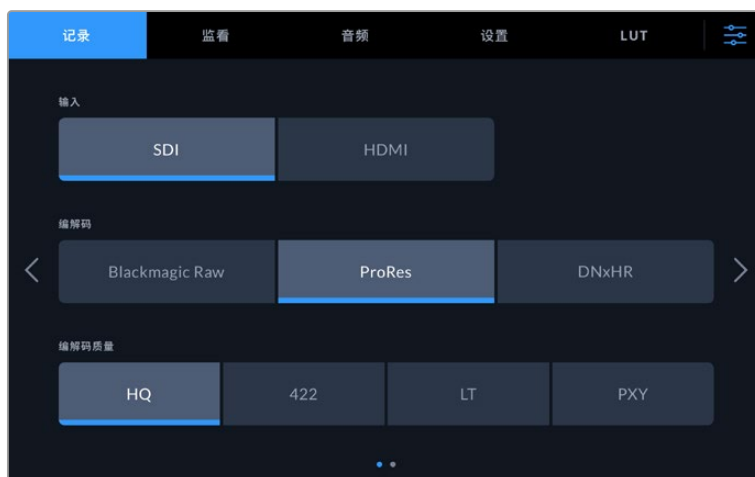 记录 监看 音频 设置 LUT
输入
SDI HDMI
编解码
Blackmagic Raw ProRes DNxHR
编解码质量
HQ 422 LT PXY